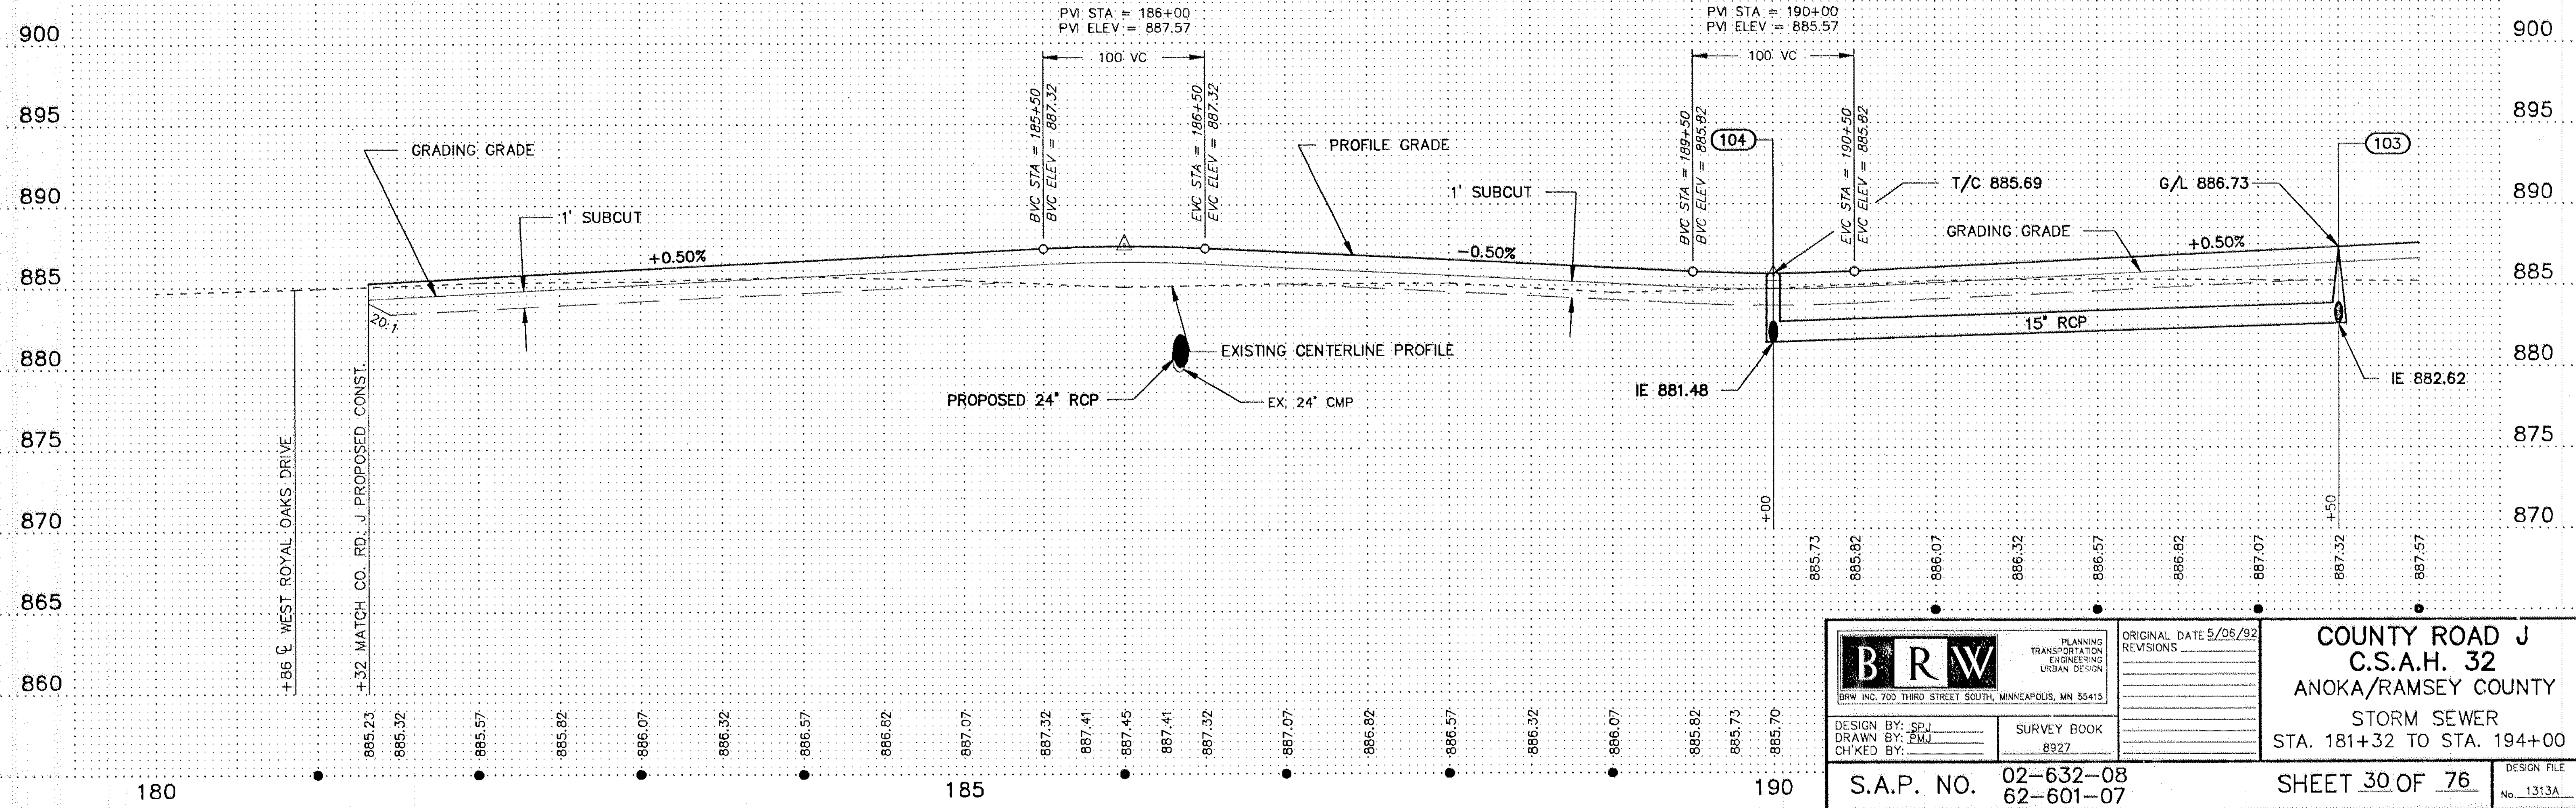 PVI STA = 186+00
PVI ELEV = 887.57
100 VC
BVC STA = 185+50
BVC ELEV = 887.32
EVC STA = 186+50
EVC ELEV = 887.32
PVI STA = 190+00
PVI ELEV = 885.57
100 VC
BVC STA = 189+50
BVC ELEV = 885.82
EVC STA = 190+50
EVC ELEV = 885.82
900
895
890
885
880
875
870
865
860
900
895
890
885
880
875
870
GRADING GRADE
1' SUBCUT
+0.50%
20:1
PROFILE GRADE
1' SUBCUT
-0.50%
104
T/C 885.69
G/L 886.73
103
GRADING GRADE
+0.50%
15" RCP
EXISTING CENTERLINE PROFILE
PROPOSED 24" RCP
EX. 24" CMP
IE 881.48
IE 882.62
+86 ℄ WEST ROYAL OAKS DRIVE
+32 MATCH CO. RD. J PROPOSED CONST.
+00
+50
885.73
885.82
886.07
886.32
886.57
886.82
887.07
887.32
887.57
885.23
885.32
885.57
885.82
886.07
886.32
886.57
886.82
887.07
887.32
887.41
887.45
887.41
887.32
887.07
886.82
886.57
886.32
886.07
885.82
885.73
885.70
180
185
190
BRW
PLANNING
TRANSPORTATION
ENGINEERING
URBAN DESIGN
BRW INC. 700 THIRD STREET SOUTH, MINNEAPOLIS, MN 55415
DESIGN BY: SPJ
DRAWN BY: PMJ
CH'KED BY:
SURVEY BOOK
8927
ORIGINAL DATE 5/06/92
REVISIONS
COUNTY ROAD J
C.S.A.H. 32
ANOKA/RAMSEY COUNTY
STORM SEWER
STA. 181+32 TO STA. 194+00
S.A.P. NO. 02-632-08
62-601-07
SHEET 30 OF 76
DESIGN FILE
No. 1313A